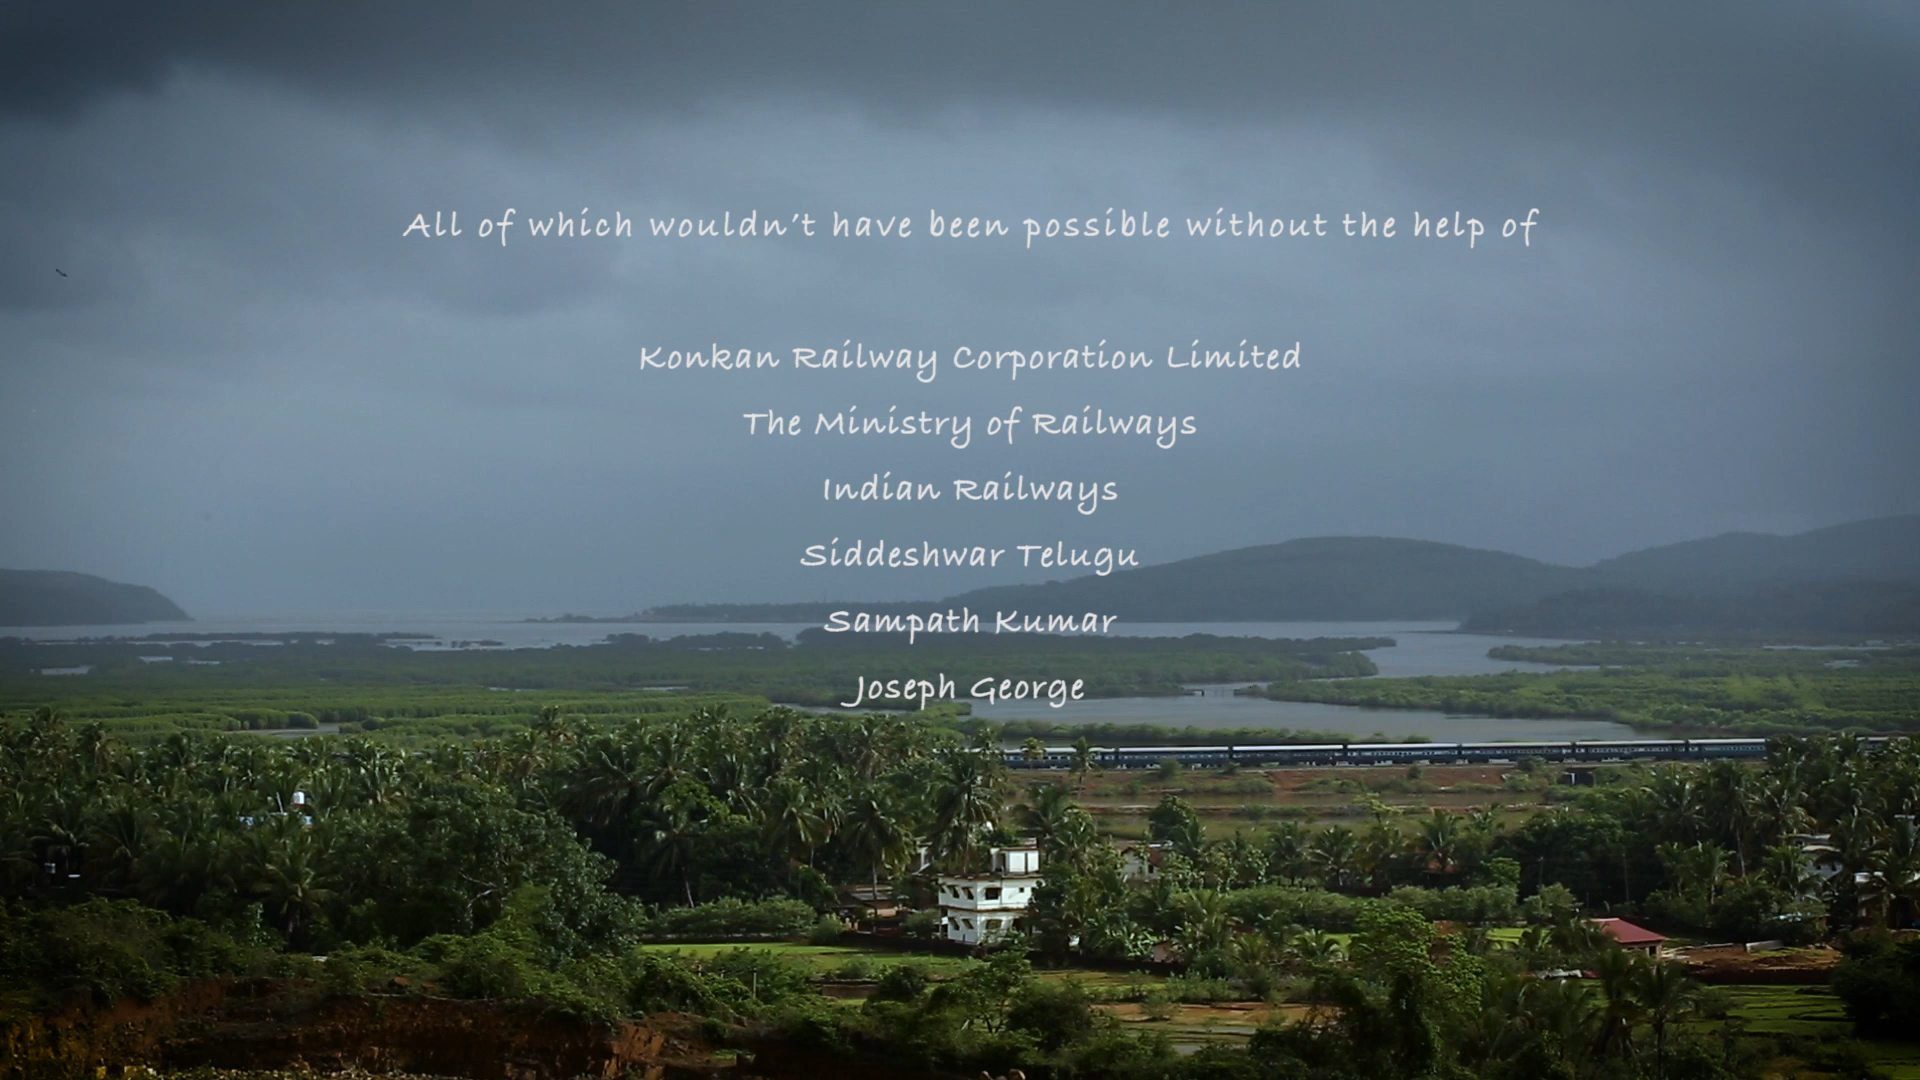 All of which wouldn't have been possible without the help of
Konkan Railway Corporation Limited
The Ministry of Railways
Indian Railways
Siddeshwar Telugu
Sampath Kumar
Joseph George